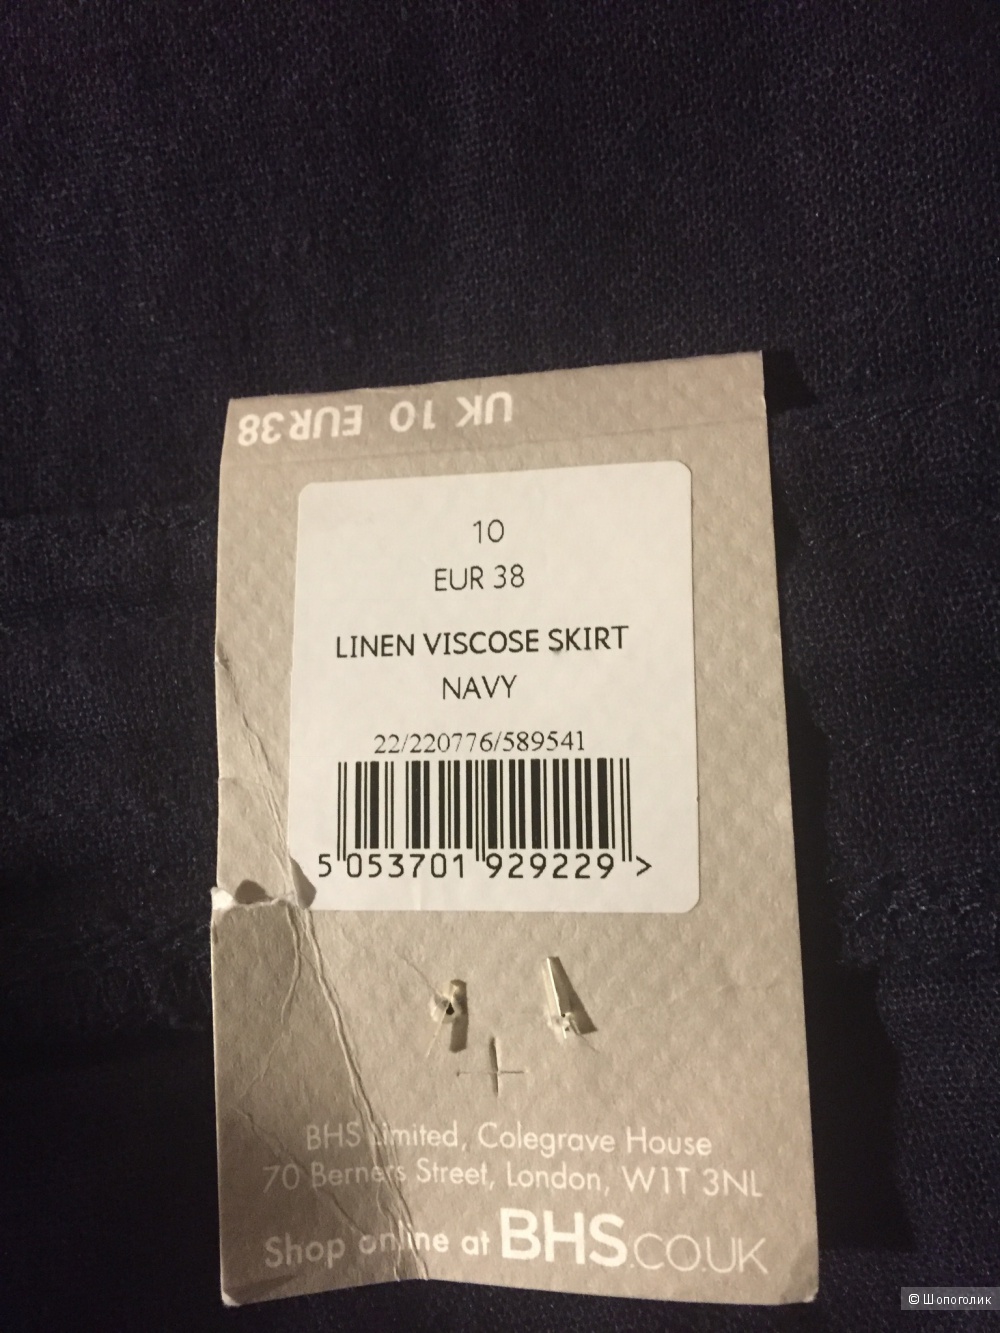 UK 10 EUR38
10
EUR 38
LINEN VISCOSE SKIRT
NAVY
22/220776/589541
5 053701 929229 >
BHS Limited, Colegrave House
70 Berners Street, London, W1T 3NL
Shop online at BHS.CO.UK
© Шопоголик